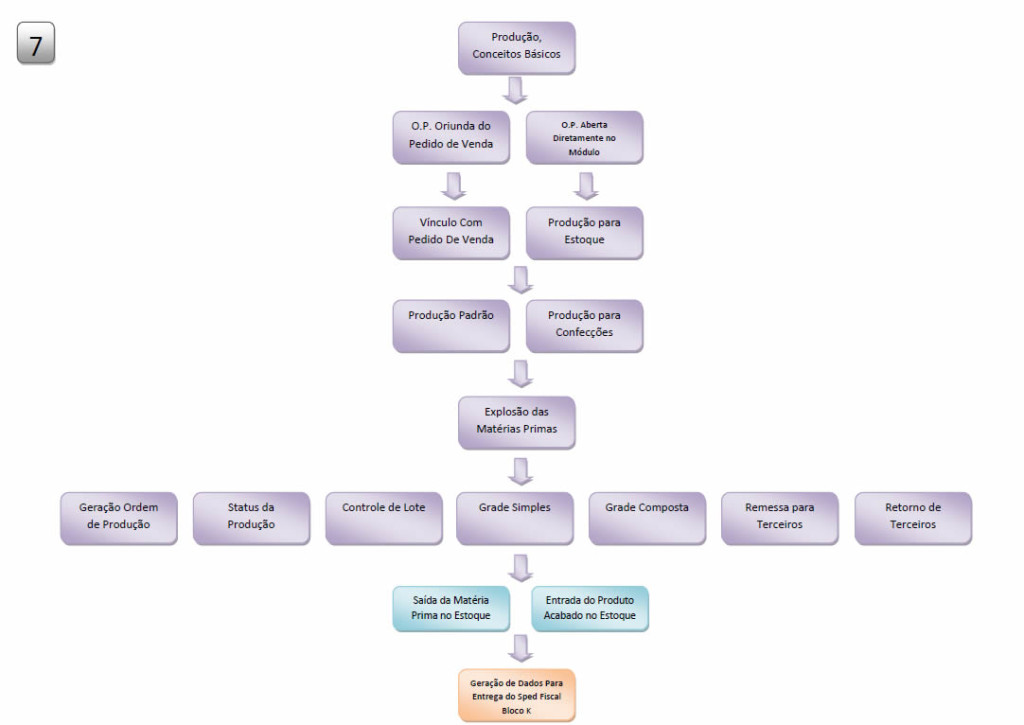 7
Produção,
Conceitos Básicos
O.P. Oriunda do
Pedido de Venda
O.P. Aberta
Diretamente no
Módulo
Vínculo Com
Pedido De Venda
Produção para
Estoque
Produção Padrão
Produção para
Confecções
Explosão das
Matérias Primas
Geração Ordem
de Produção
Status da
Produção
Controle de Lote
Grade Simples
Grade Composta
Remessa para
Terceiros
Retorno de
Terceiros
Saída da Matéria
Prima no Estoque
Entrada do Produto
Acabado no Estoque
Geração de Dados Para
Entrega do Sped Fiscal
Bloco K